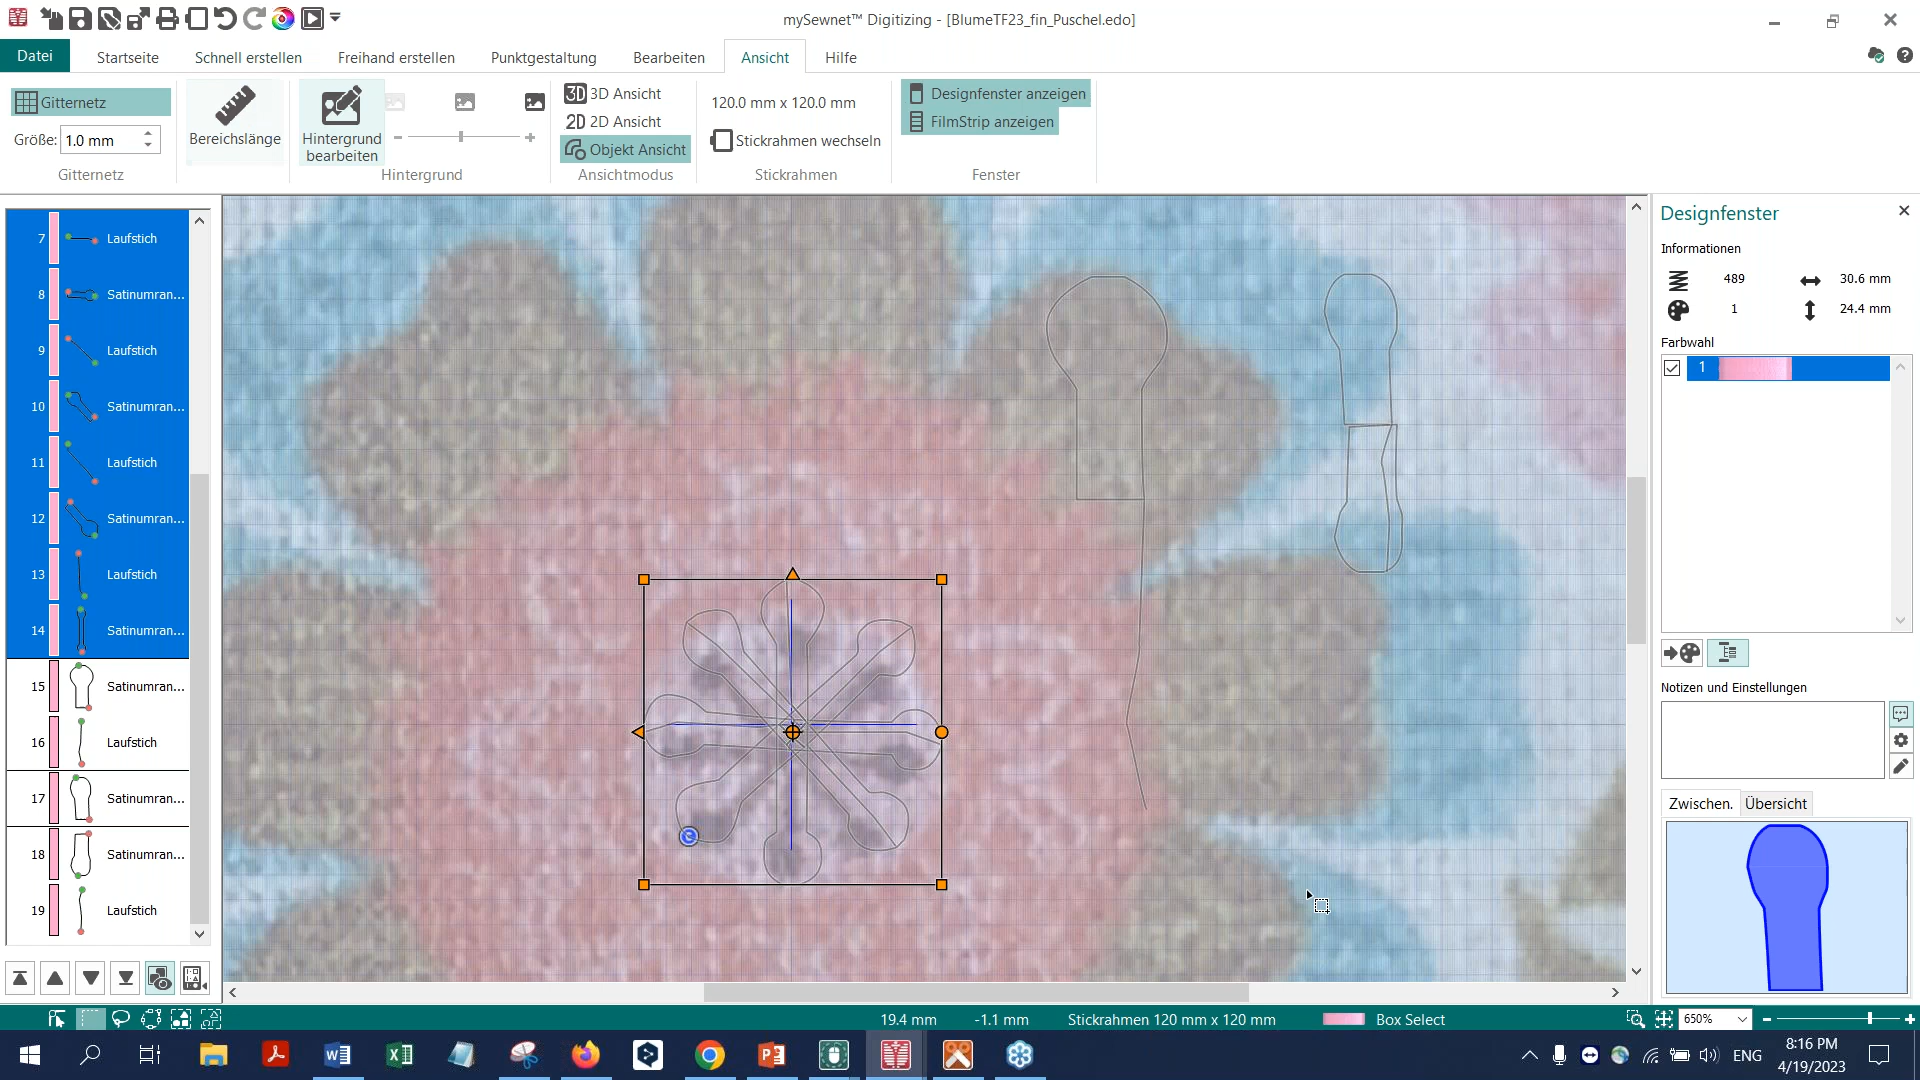 mySewnet™ Digitizing - [BlumeTF23_fin_Puschel.edo]
Datei
Startseite
Schnell erstellen
Freihand erstellen
Punktgestaltung
Bearbeiten
Ansicht
Hilfe
Gitternetz
Größe: 1.0 mm
Gitternetz
Bereichslänge
Hintergrund
bearbeiten
Hintergrund
3D 3D Ansicht
2D 2D Ansicht
Objekt Ansicht
Ansichtmodus
120.0 mm x 120.0 mm
Stickrahmen wechseln
Stickrahmen
Designfenster anzeigen
FilmStrip anzeigen
Fenster
7 Laufstich
8 Satinumran...
9 Laufstich
10 Satinumran...
11 Laufstich
12 Satinumran...
13 Laufstich
14 Satinumran...
15 Satinumran...
16 Laufstich
17 Satinumran...
18 Satinumran...
19 Laufstich
Designfenster
Informationen
489 30.6 mm
1 24.4 mm
Farbwahl
1
Notizen und Einstellungen
Zwischen. Übersicht
19.4 mm -1.1 mm Stickrahmen 120 mm x 120 mm Box Select 650%
ENG
8:16 PM
4/19/2023